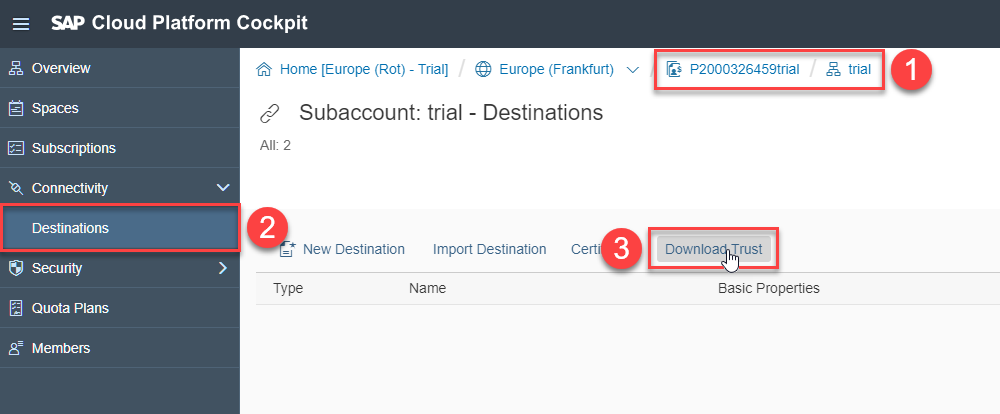 SAP Cloud Platform Cockpit
Overview
Spaces
Subscriptions
Connectivity
Destinations
Security
Quota Plans
Members
Home [Europe (Rot) - Trial] / Europe (Frankfurt) / P2000326459trial / trial
1
Subaccount: trial - Destinations
All: 2
2
New Destination Import Destination Certi 3 Download Trust
Type Name Basic Properties